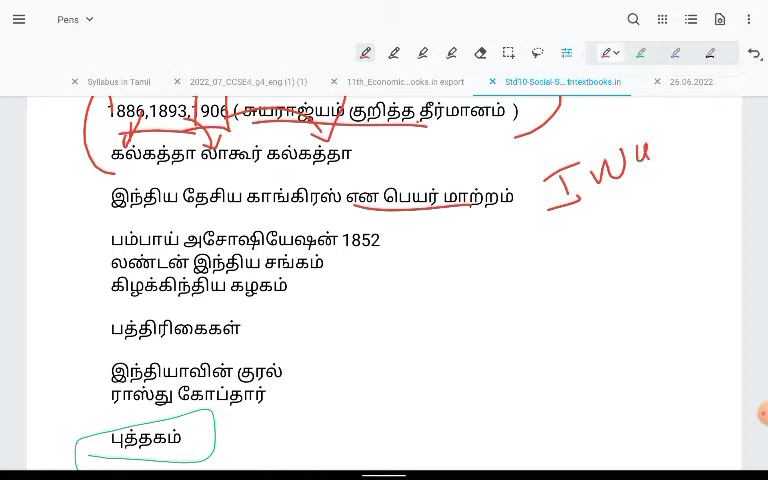 Pens
Syllabus in Tamil
2022_07_CCSE4_g4_eng (1) (1)
11th_Economic...ooks.in export
Std10-Social-S...tntextbooks.in
26.06.2022
1886,1893,1906 ( சுயராஜ்யம் குறித்த தீர்மானம் )
கல்கத்தா லாகூர் கல்கத்தா
இந்திய தேசிய காங்கிரஸ் என பெயர் மாற்றம்
பம்பாய் அசோஷியேஷன் 1852
லண்டன் இந்திய சங்கம்
கிழக்கிந்திய கழகம்
பத்திரிகைகள்
இந்தியாவின் குரல்
ராஸ்து கோப்தார்
புத்தகம்